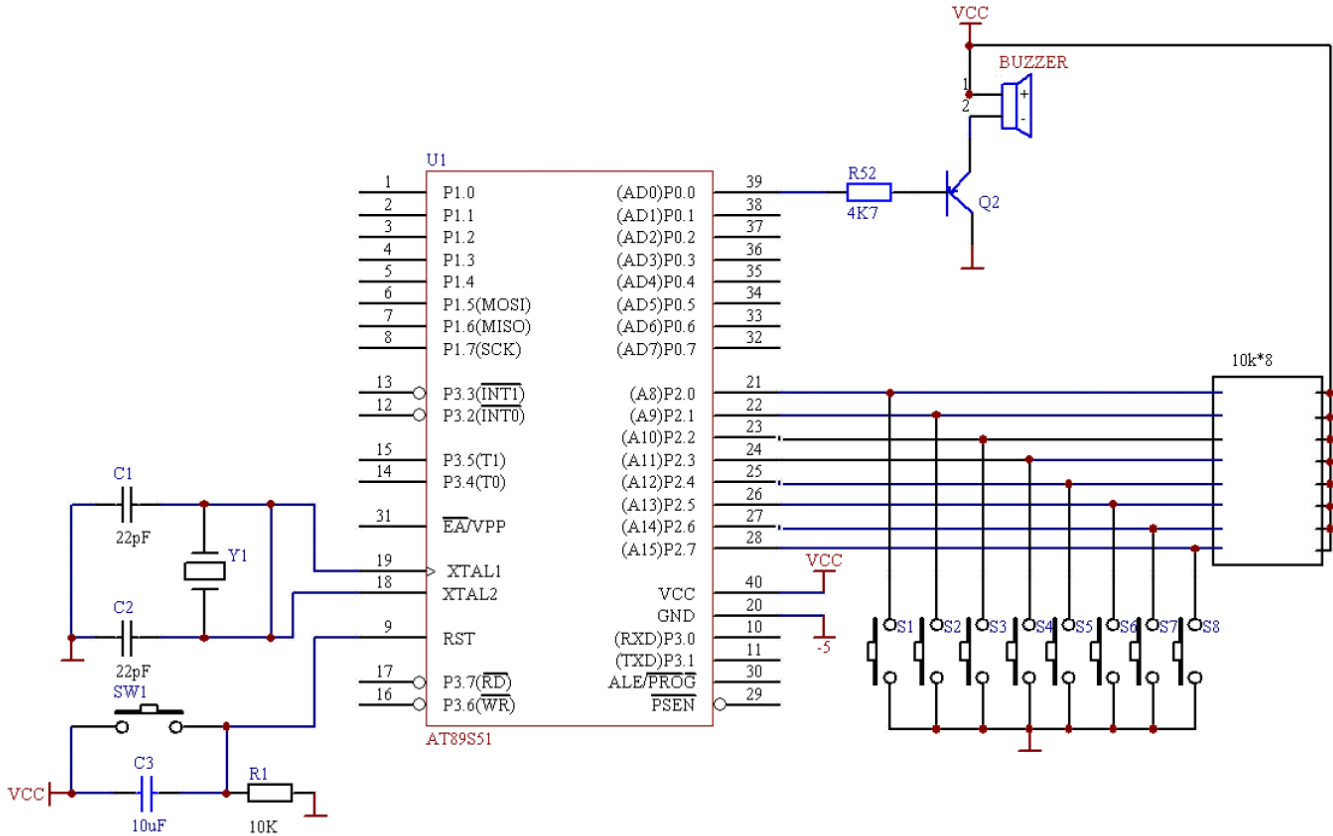 VCC
BUZZER
1
2
+
-
U1
1 P1.0 (AD0)P0.0 39
2 P1.1 (AD1)P0.1 38
3 P1.2 (AD2)P0.2 37
4 P1.3 (AD3)P0.3 36
5 P1.4 (AD4)P0.4 35
6 P1.5(MOSI) (AD5)P0.5 34
7 P1.6(MISO) (AD6)P0.6 33
8 P1.7(SCK) (AD7)P0.7 32
R52
4K7
Q2
10k*8
13 P3.3(INT1) (A8)P2.0 21
12 P3.2(INT0) (A9)P2.1 22
(A10)P2.2 23
15 P3.5(T1) (A11)P2.3 24
14 P3.4(T0) (A12)P2.4 25
(A13)P2.5 26
31 EA/VPP (A14)P2.6 27
(A15)P2.7 28
19 XTAL1
18 XTAL2 VCC 40
GND 20
9 RST (RXD)P3.0 10
(TXD)P3.1 11
17 P3.7(RD) ALE/PROG 30
16 P3.6(WR) PSEN 29
AT89S51
VCC
-5
S1 S2 S3 S4 S5 S6 S7 S8
C1
22pF
Y1
C2
22pF
SW1
VCC
C3
10uF
R1
10K